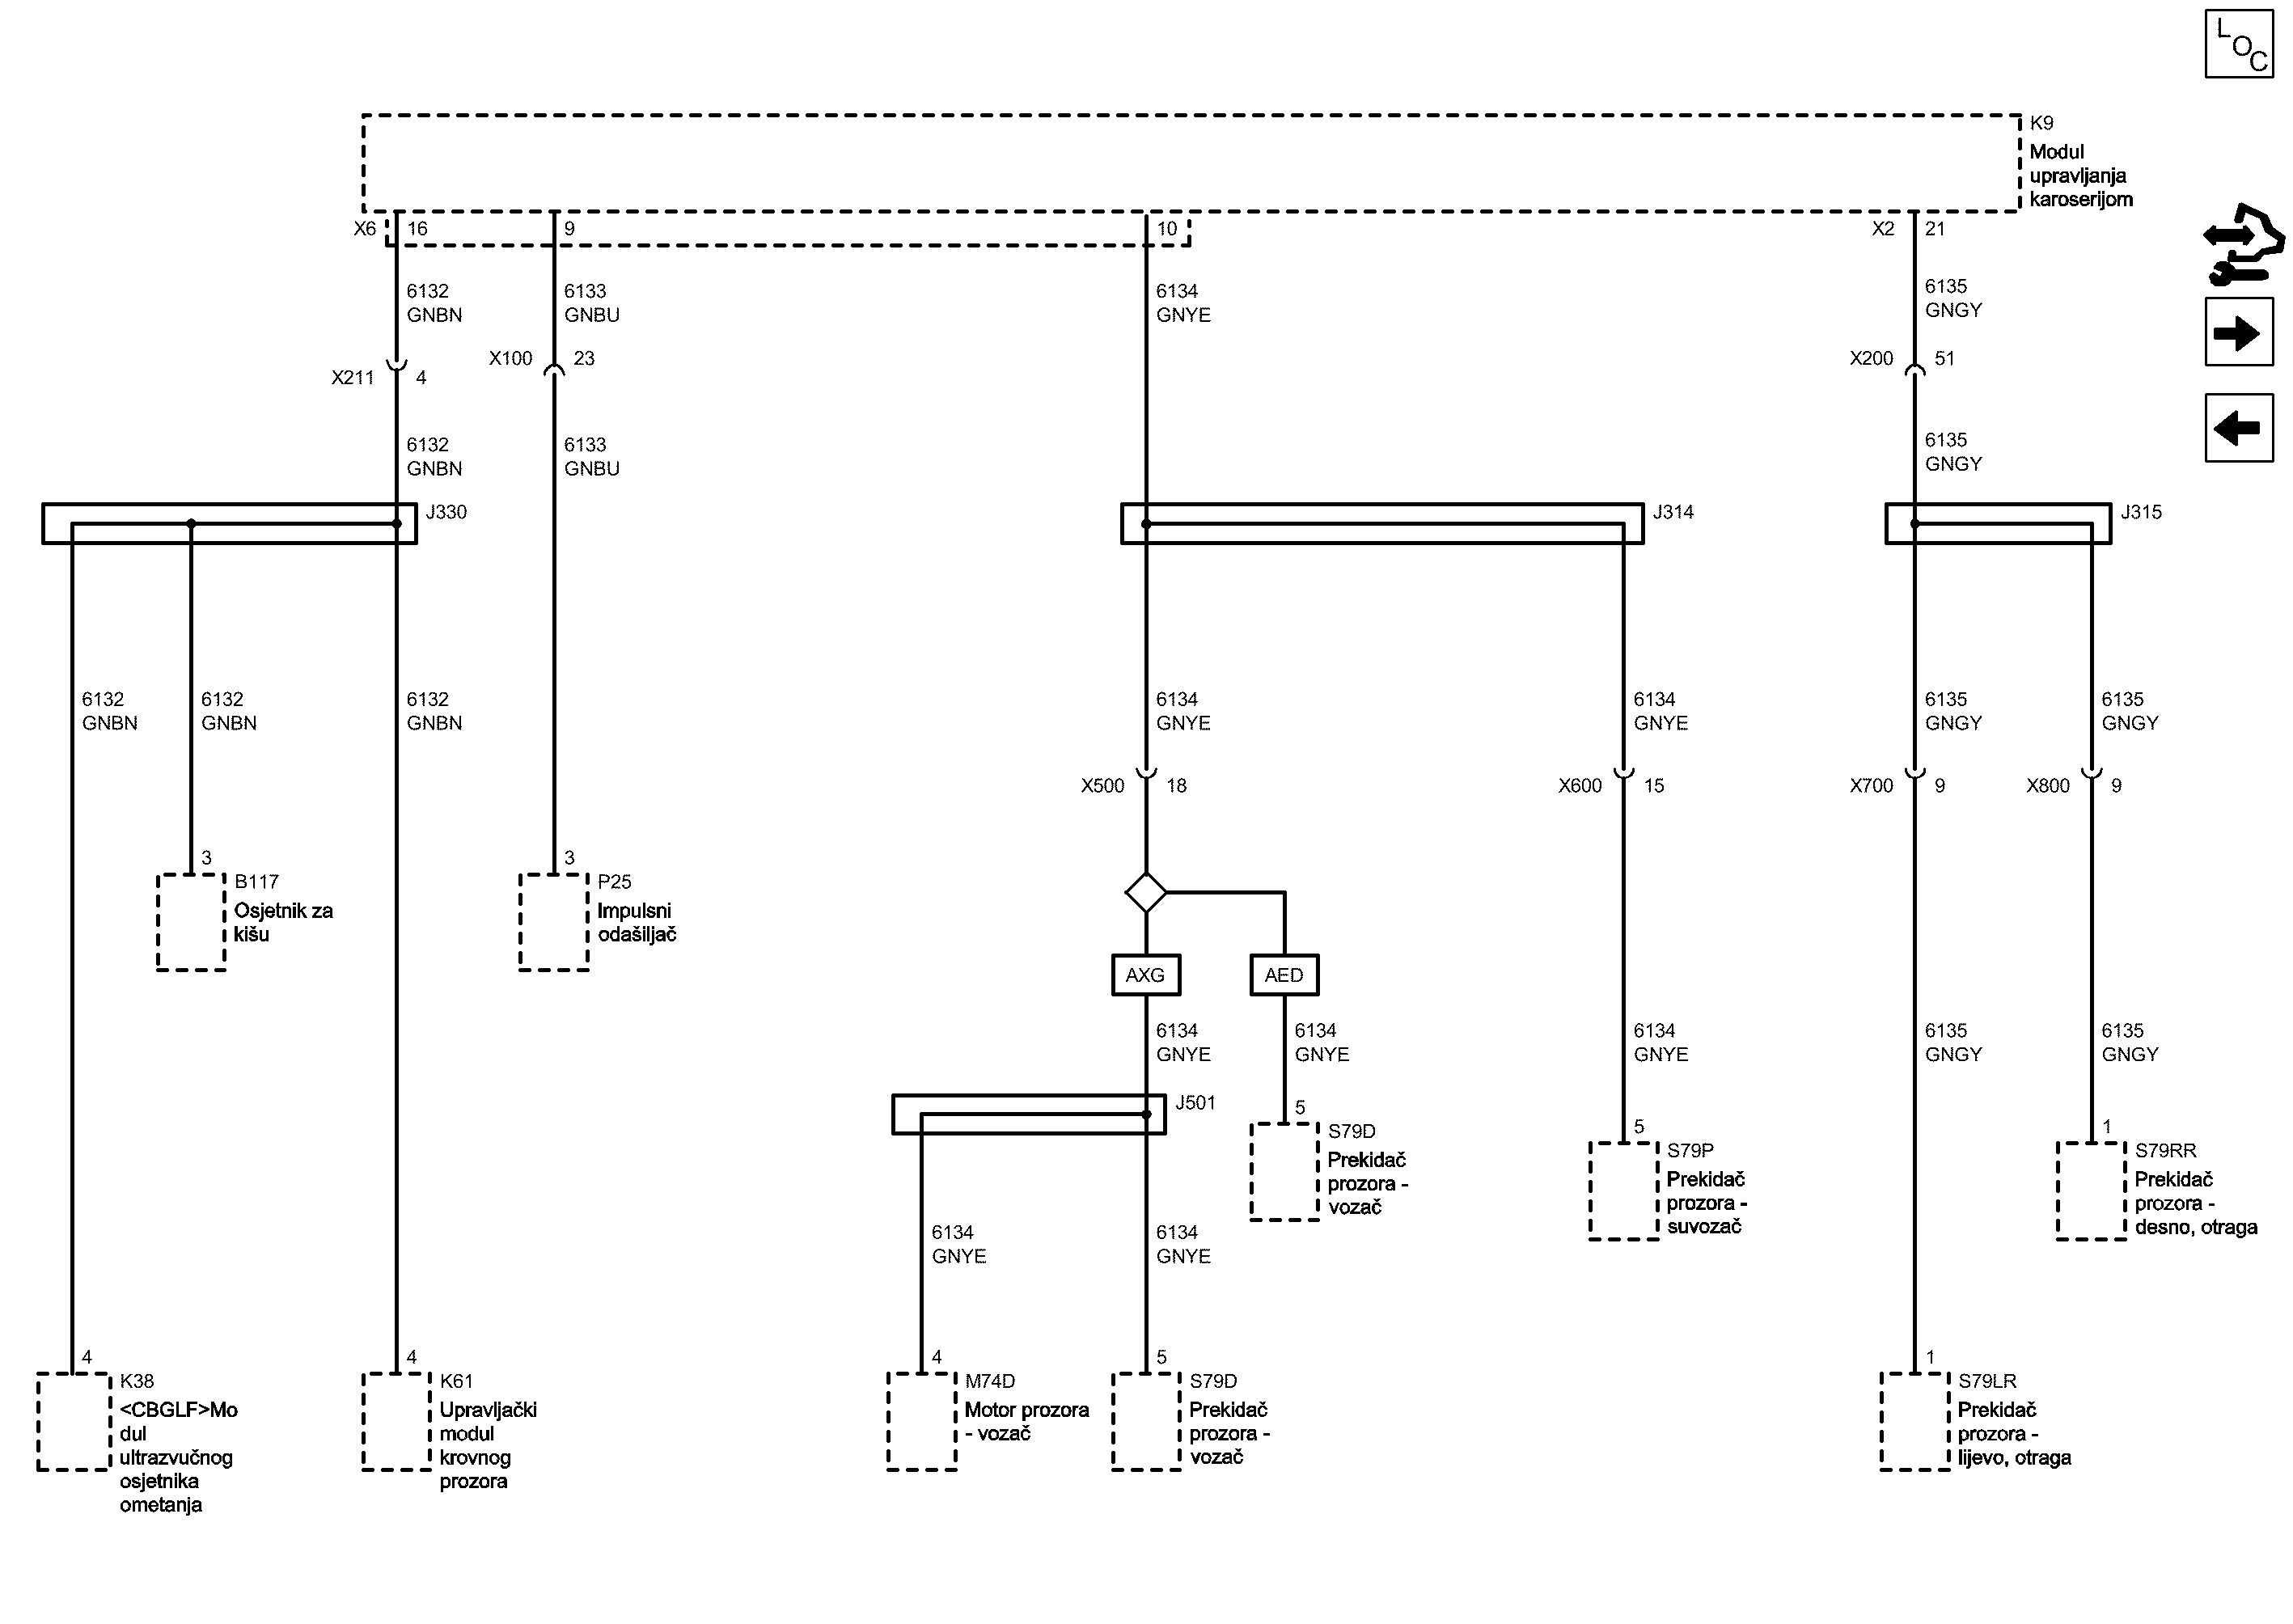 LOC
K9
Modul
upravljanja
karoserijom
X6 16 9 10 X2 21
6132
GNBN
6133
GNBU
6134
GNYE
6135
GNGY
X211 4
X100 23
X200 51
6132
GNBN
6133
GNBU
6135
GNGY
J330
J314
J315
6132
GNBN
6132
GNBN
6132
GNBN
6134
GNYE
6134
GNYE
6135
GNGY
6135
GNGY
X500 18
X600 15
X700 9
X800 9
3
B117
Osjetnik za
kišu
3
P25
Impulsni
odašiljač
AXG
AED
6134
GNYE
6134
GNYE
6134
GNYE
6135
GNGY
6135
GNGY
J501
5
S79D
Prekidač
prozora -
vozač
5
S79P
Prekidač
prozora -
suvozač
1
S79RR
Prekidač
prozora -
desno, otraga
6134
GNYE
6134
GNYE
4
K38
<CBGLF>Mo
dul
ultrazvučnog
osjetnika
ometanja
4
K61
Upravljački
modul
krovnog
prozora
4
M74D
Motor prozora
- vozač
5
S79D
Prekidač
prozora -
vozač
1
S79LR
Prekidač
prozora -
lijevo, otraga